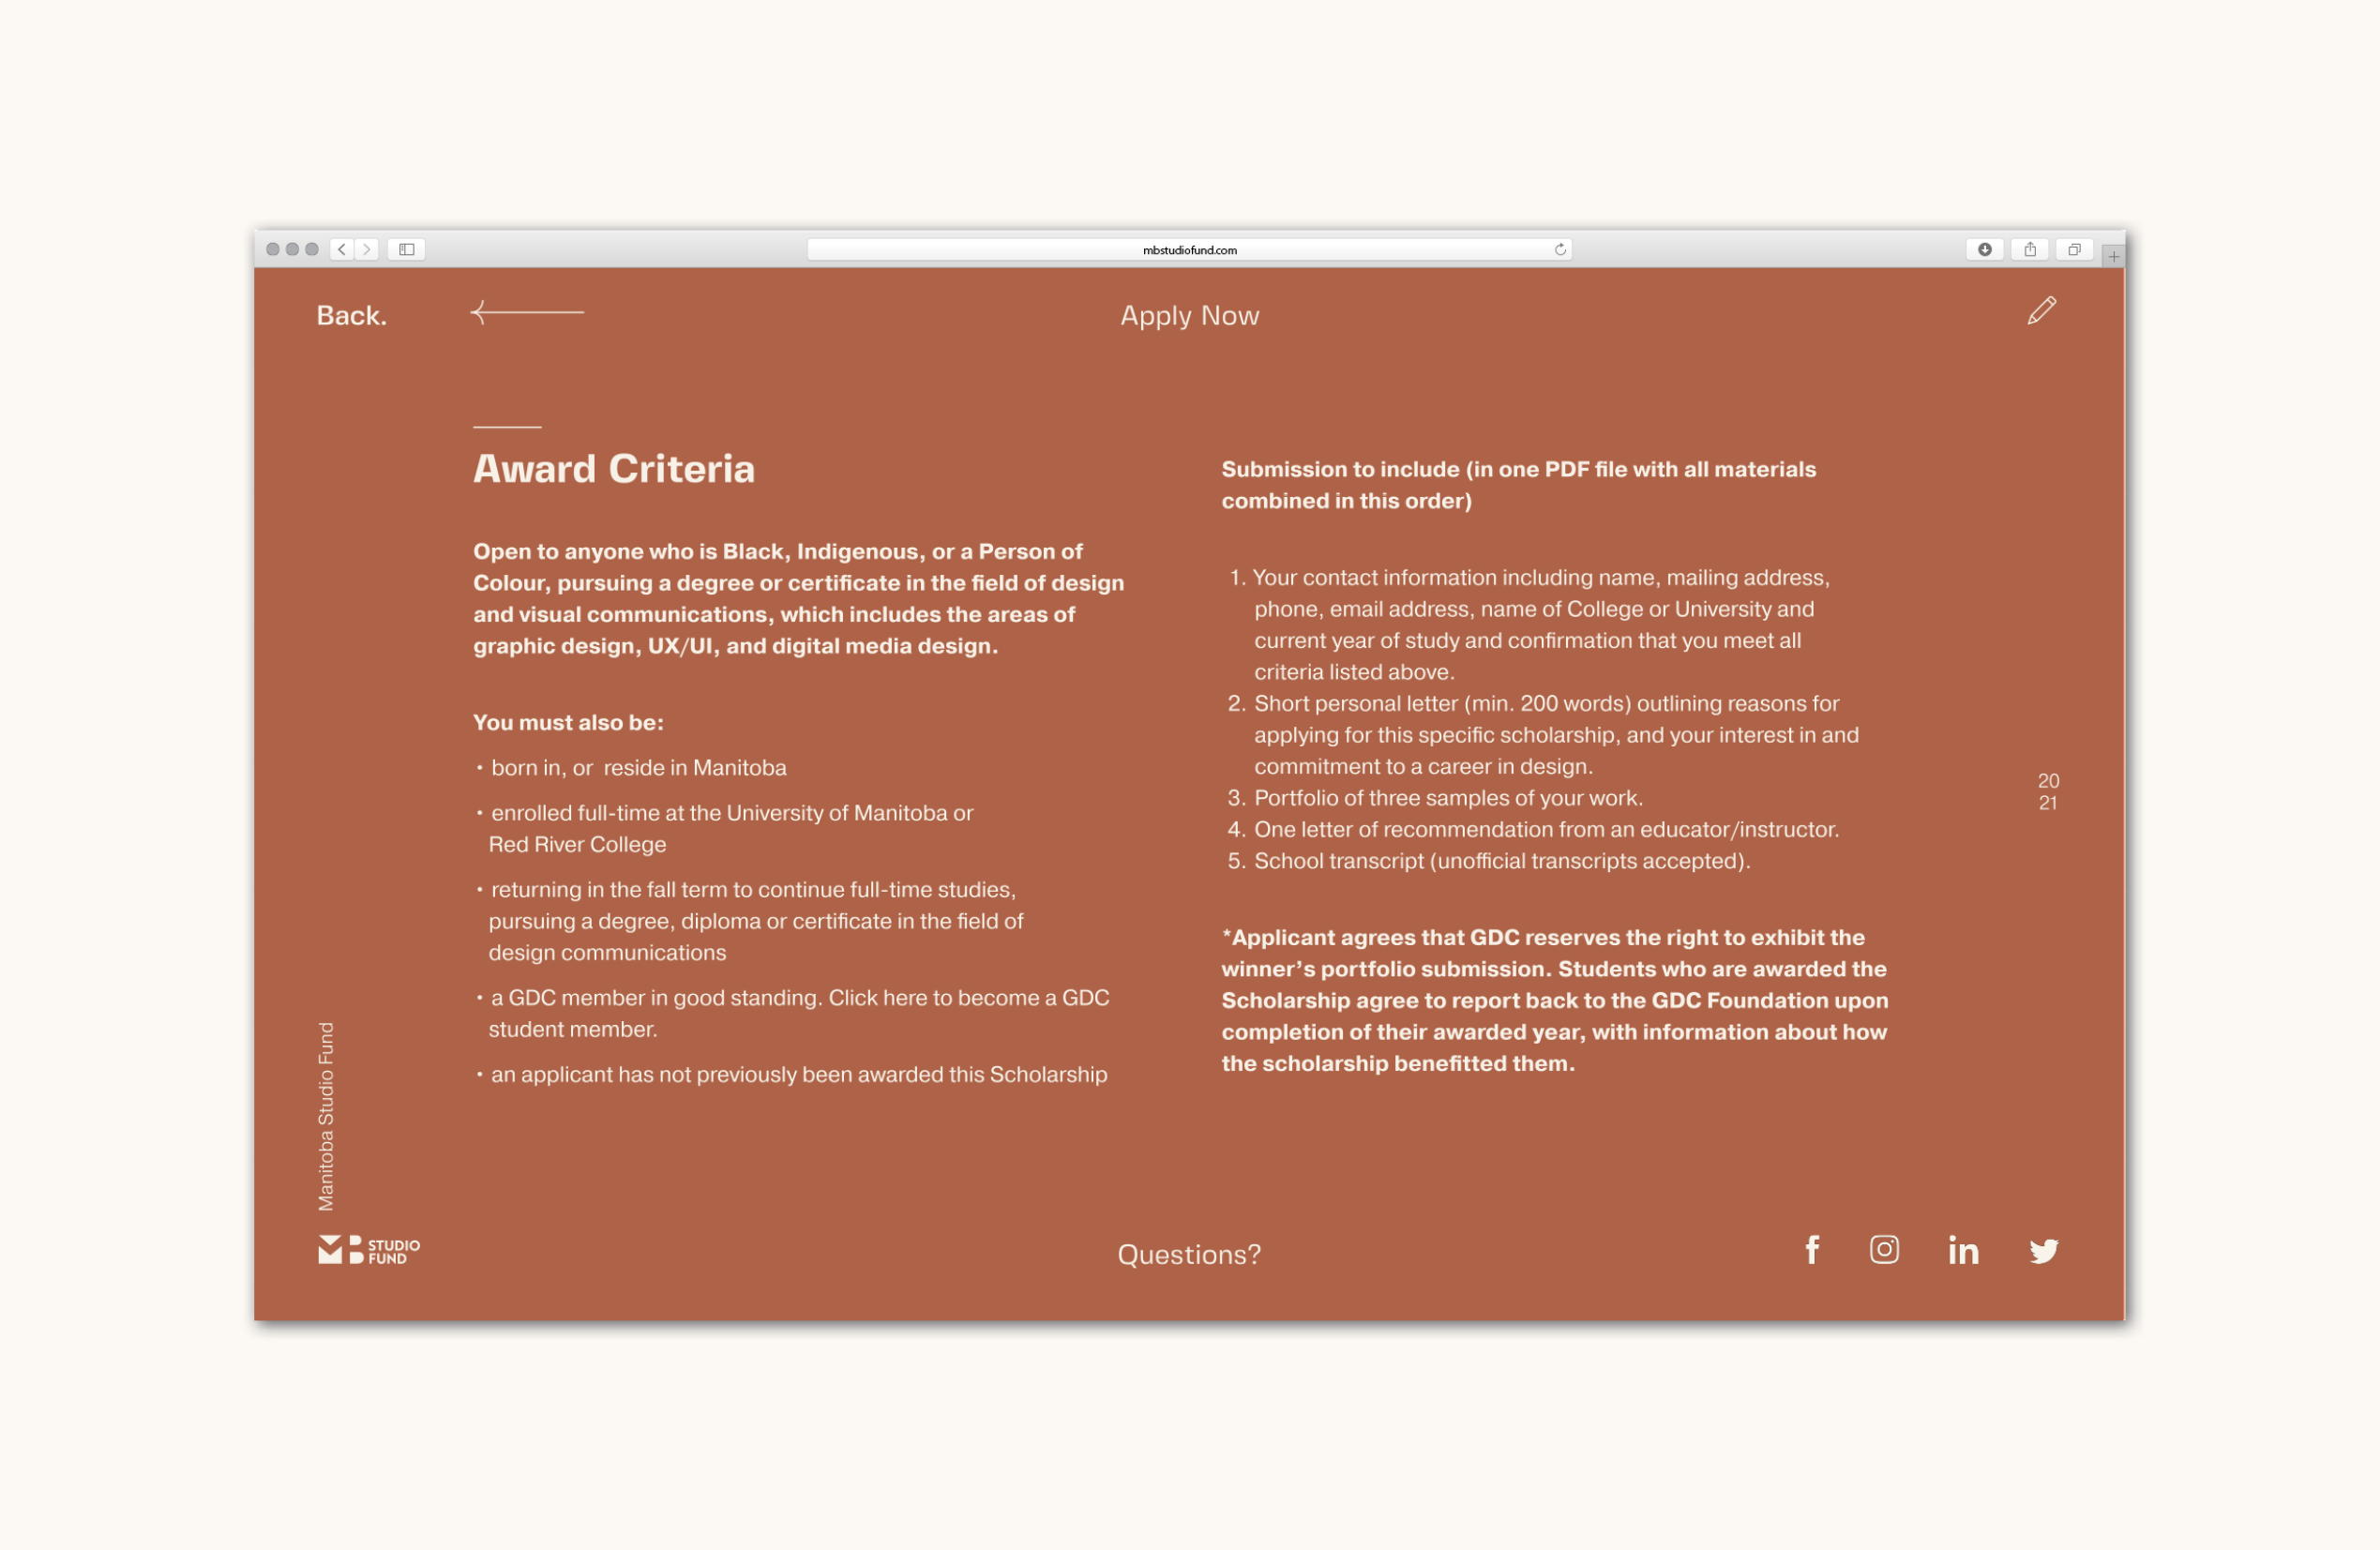 mbstudiofund.com
Back.
Apply Now
Award Criteria
Open to anyone who is Black, Indigenous, or a Person of
Colour, pursuing a degree or certificate in the field of design
and visual communications, which includes the areas of
graphic design, UX/UI, and digital media design.
You must also be:
• born in, or  reside in Manitoba
• enrolled full-time at the University of Manitoba or
Red River College
• returning in the fall term to continue full-time studies,
pursuing a degree, diploma or certificate in the field of
design communications
• a GDC member in good standing. Click here to become a GDC
student member.
• an applicant has not previously been awarded this Scholarship
Submission to include (in one PDF file with all materials
combined in this order)
1. Your contact information including name, mailing address,
phone, email address, name of College or University and
current year of study and confirmation that you meet all
criteria listed above.
2. Short personal letter (min. 200 words) outlining reasons for
applying for this specific scholarship, and your interest in and
commitment to a career in design.
3. Portfolio of three samples of your work.
4. One letter of recommendation from an educator/instructor.
5. School transcript (unofficial transcripts accepted).
*Applicant agrees that GDC reserves the right to exhibit the
winner’s portfolio submission. Students who are awarded the
Scholarship agree to report back to the GDC Foundation upon
completion of their awarded year, with information about how
the scholarship benefitted them.
20
21
Manitoba Studio Fund
MB STUDIO
FUND
Questions?